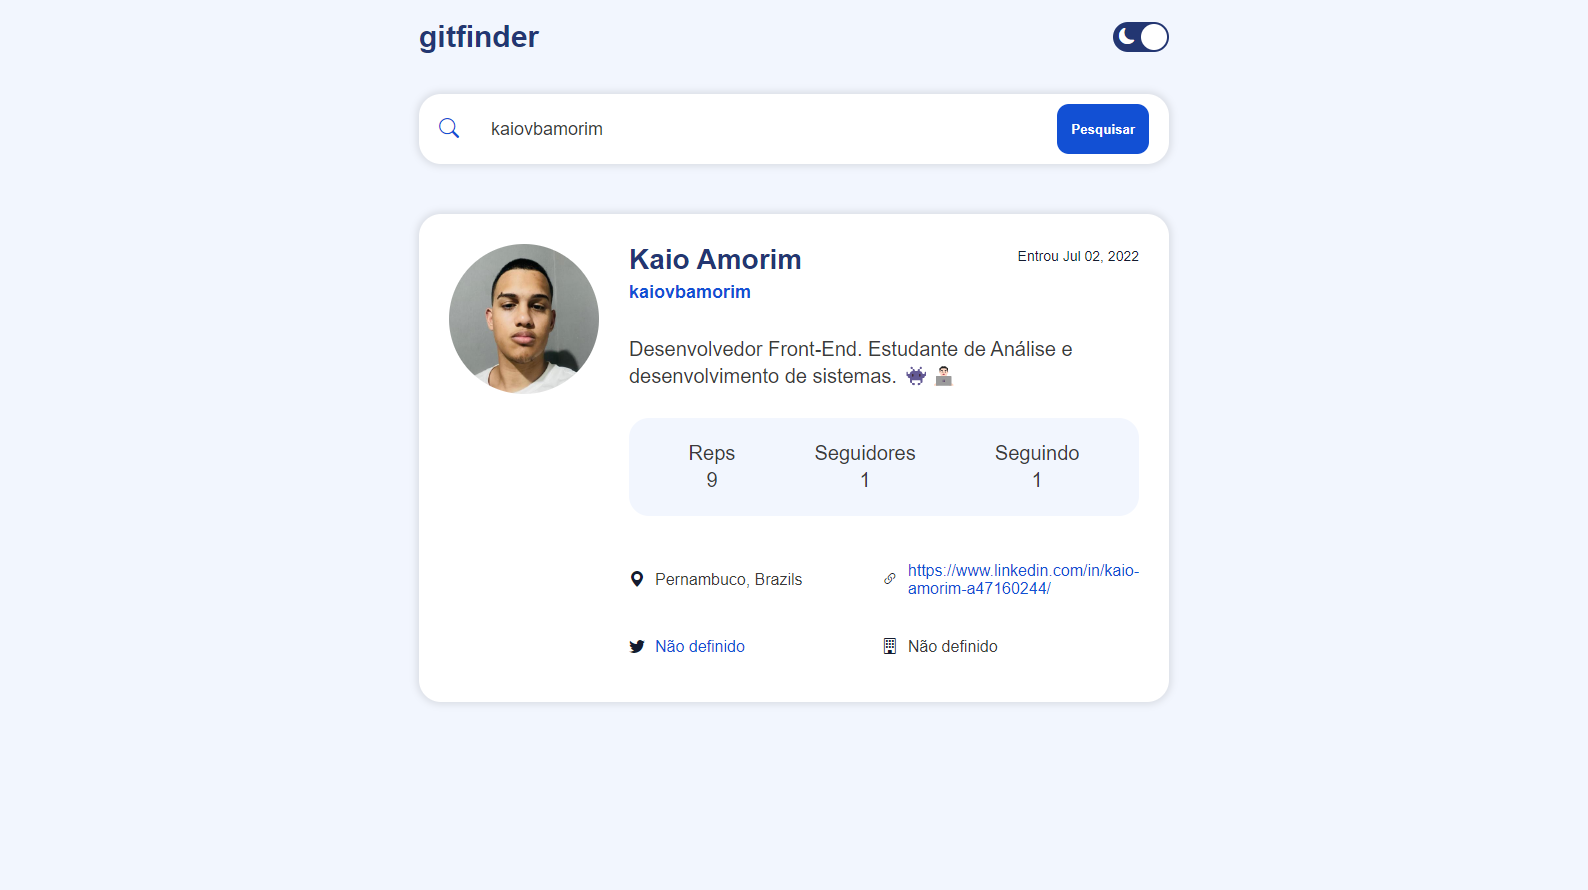 gitfinder
kaiovbamorim
Pesquisar
Kaio Amorim
Entrou Jul 02, 2022
kaiovbamorim
Desenvolvedor Front-End. Estudante de Análise e
desenvolvimento de sistemas. 👾 👨🏻‍💻
Reps
9
Seguidores
1
Seguindo
1
Pernambuco, Brazils
https://www.linkedin.com/in/kaio-
amorim-a47160244/
Não definido
Não definido